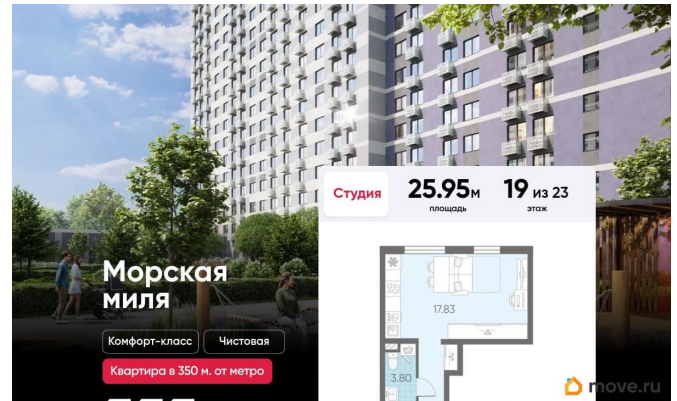 Студия
25.95м
площадь
19 из 23
этаж
Морская
миля
Комфорт-класс
Чистовая
Квартира в 350 м. от метро
17.83
3.80
move.ru